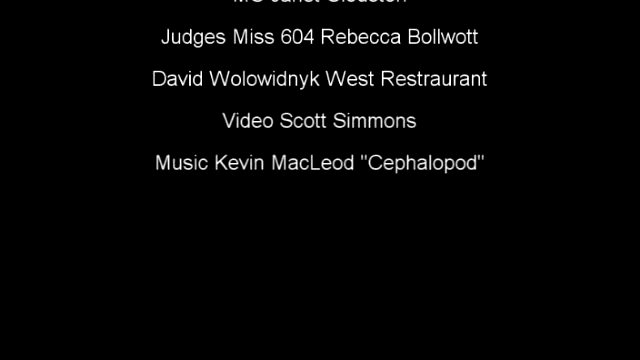 Judges Miss 604 Rebecca Bollwott
David Wolowidnyk West Restraurant
Video Scott Simmons
Music Kevin MacLeod "Cephalopod"